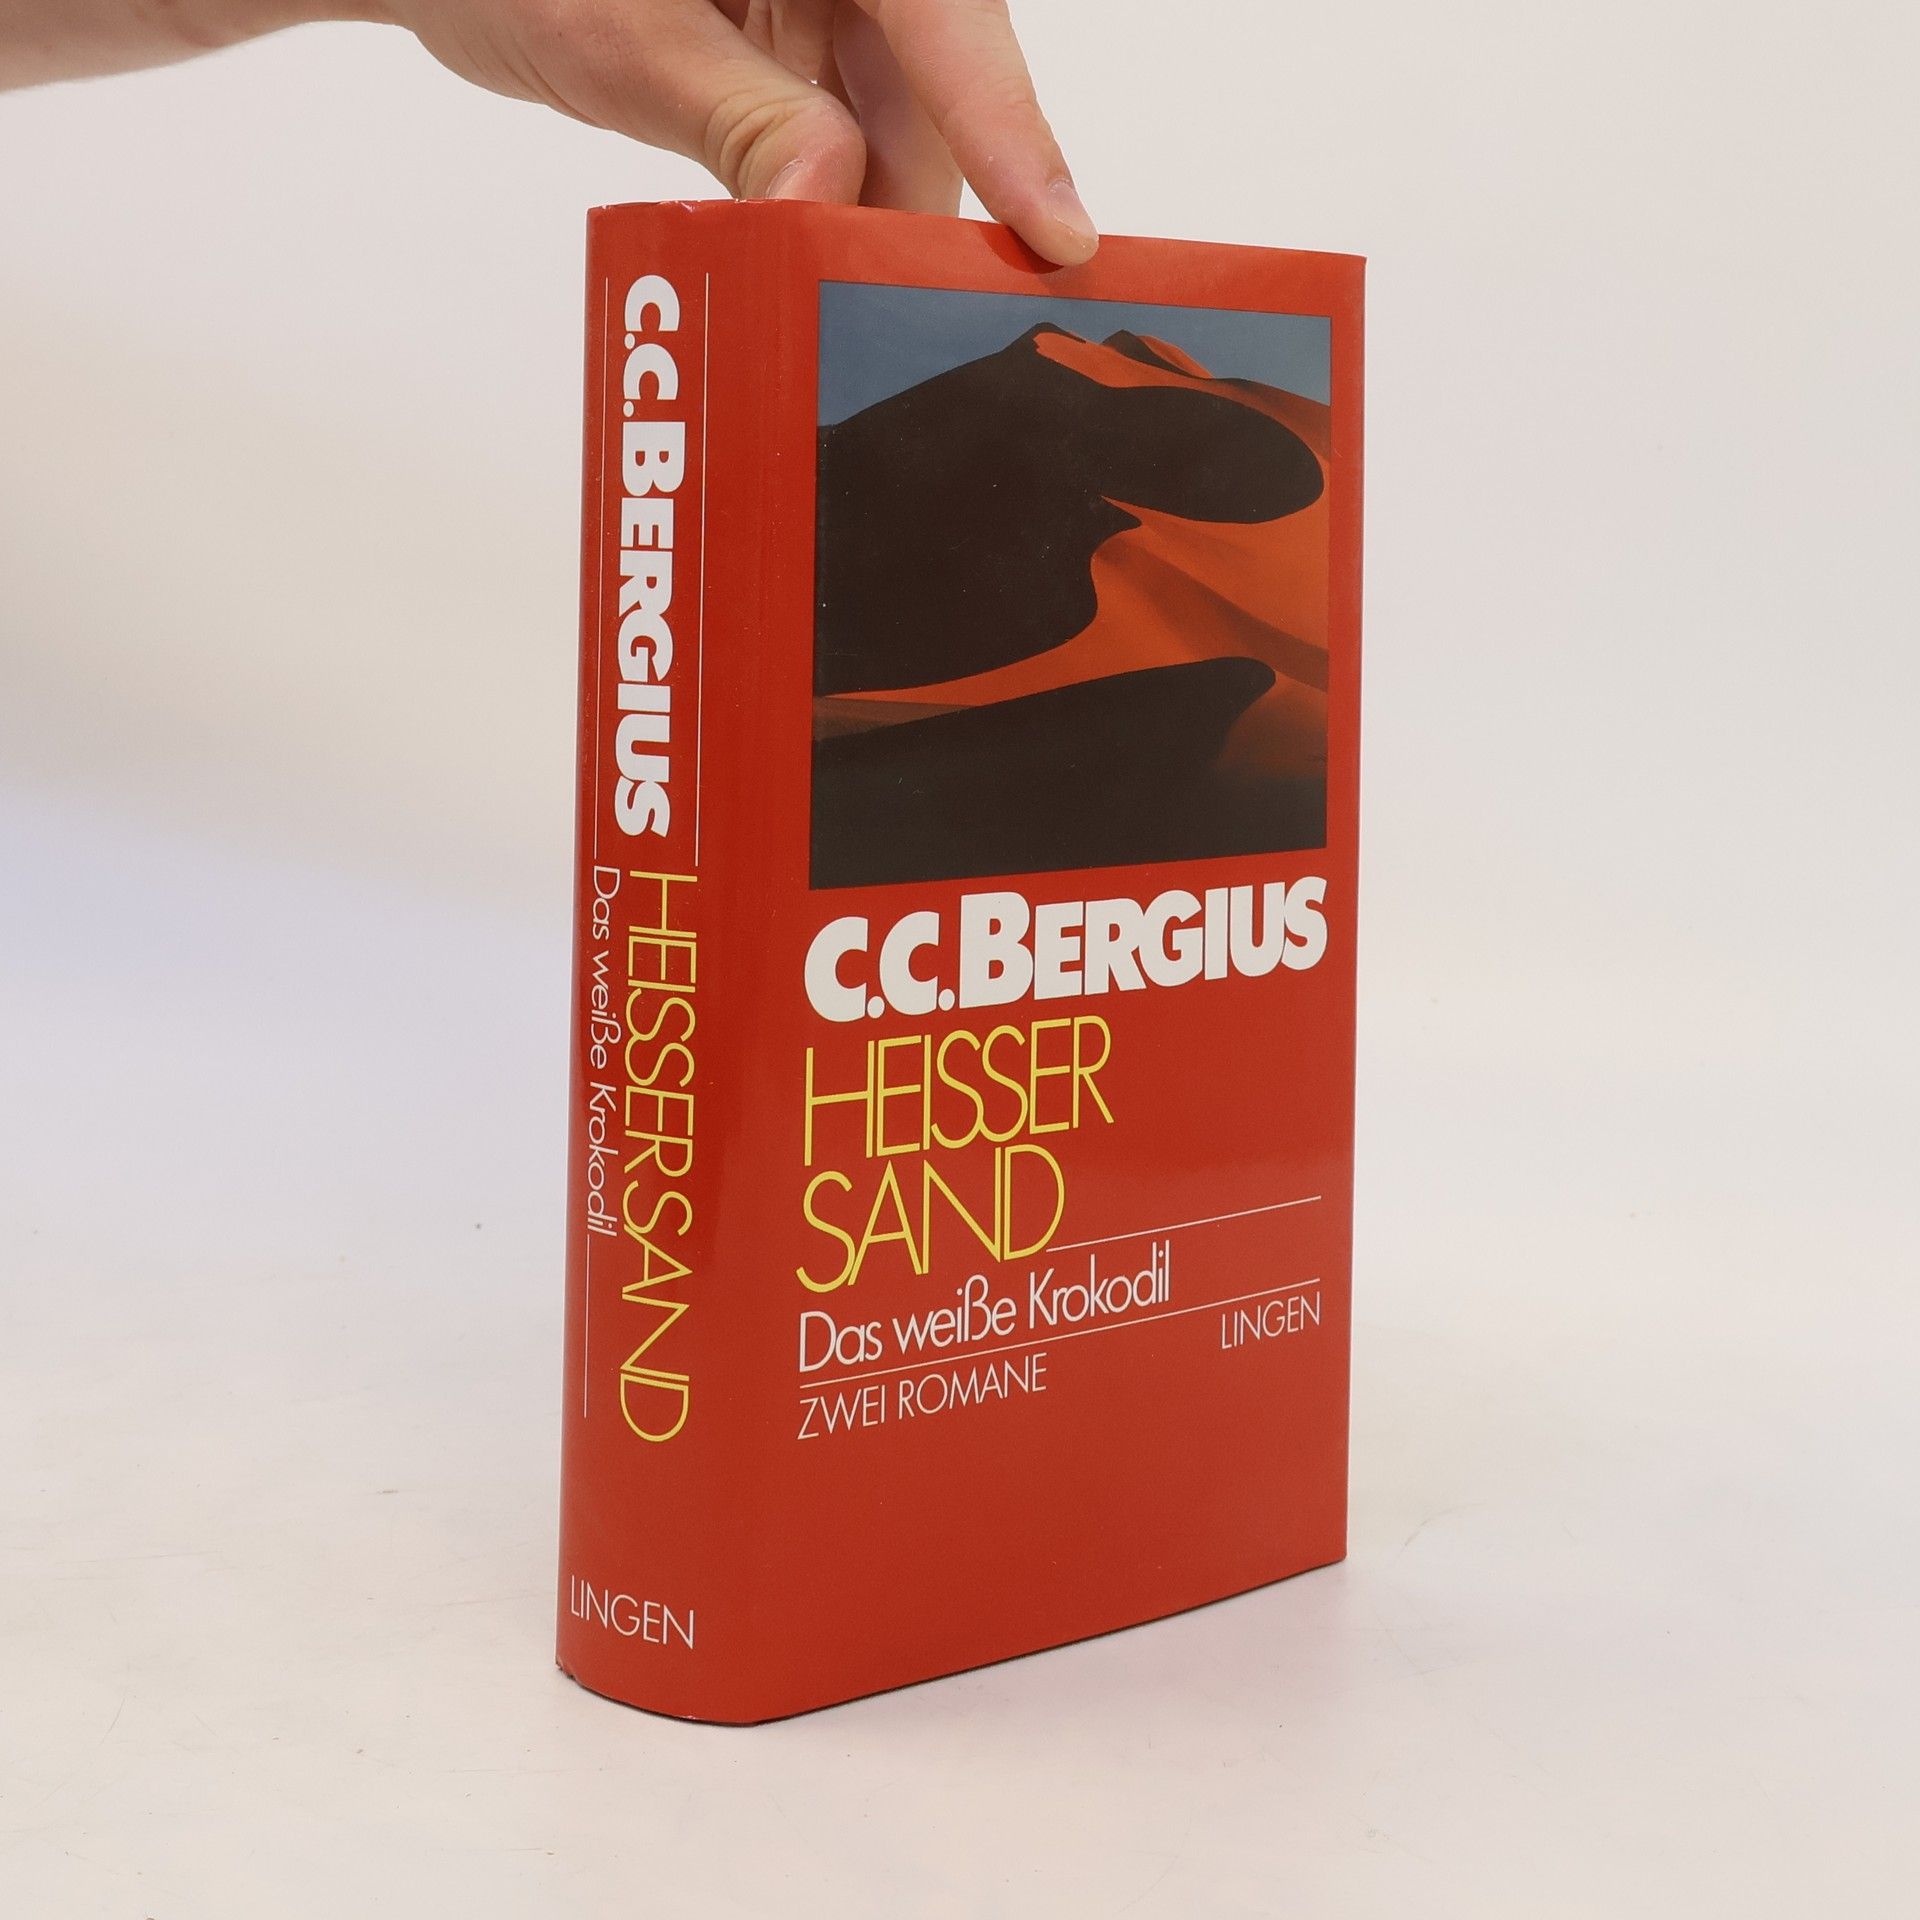 C.C. BERGIUS
HEISSER SAND
Das weiße Krokodil
LINGEN
C.C. BERGIUS
HEISSER
SAND
Das weiße Krokodil
LINGEN
ZWEI ROMANE